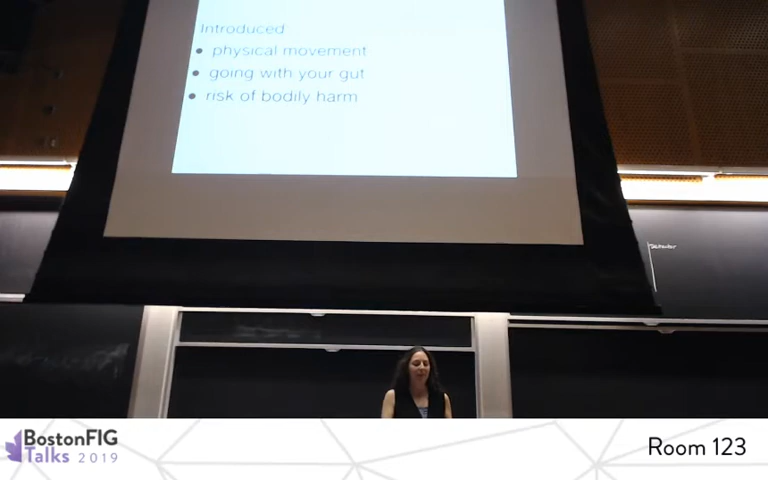 Introduced
• physical movement
• going with your gut
• risk of bodily harm
BostonFIG
Talks 2019
Room 123